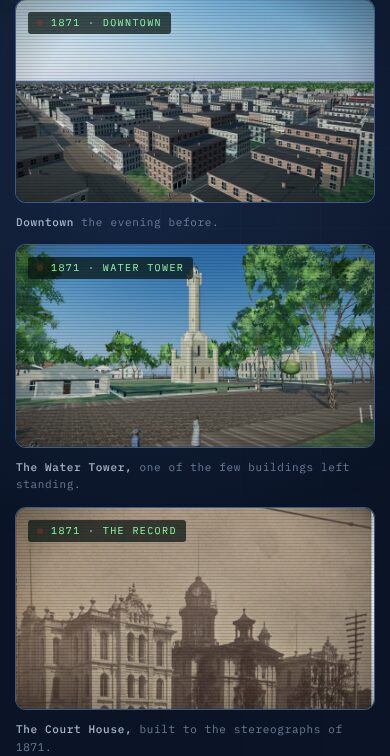 1871 · DOWNTOWN
Downtown the evening before.
1871 · WATER TOWER
The Water Tower, one of the few buildings left
standing.
1871 · THE RECORD
The Court House, built to the stereographs of
1871.